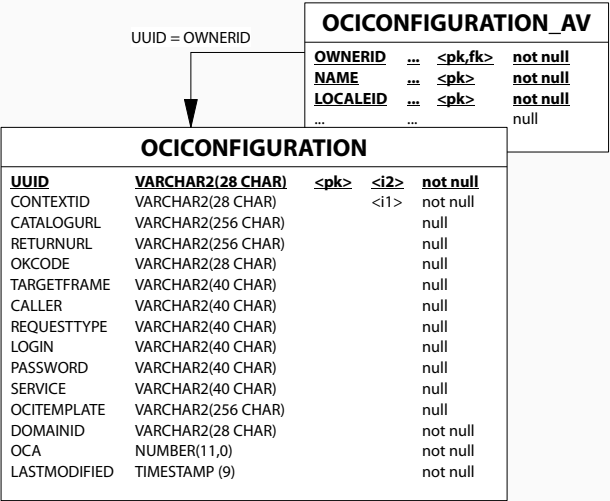 UUID = OWNERID
OCICONFIGURATION_AV
OWNERID ... <pk,fk> not null
NAME ... <pk> not null
LOCALEID ... <pk> not null
... ... null
OCICONFIGURATION
UUID VARCHAR2(28 CHAR) <pk> <i2> not null
CONTEXTID VARCHAR2(28 CHAR) <i1> not null
CATALOGURL VARCHAR2(256 CHAR) null
RETURNURL VARCHAR2(256 CHAR) null
OKCODE VARCHAR2(28 CHAR) null
TARGETFRAME VARCHAR2(40 CHAR) null
CALLER VARCHAR2(40 CHAR) null
REQUESTTYPE VARCHAR2(40 CHAR) null
LOGIN VARCHAR2(40 CHAR) null
PASSWORD VARCHAR2(40 CHAR) null
SERVICE VARCHAR2(40 CHAR) null
OCITEMPLATE VARCHAR2(256 CHAR) null
DOMAINID VARCHAR2(28 CHAR) not null
OCA NUMBER(11,0) not null
LASTMODIFIED TIMESTAMP (9) not null